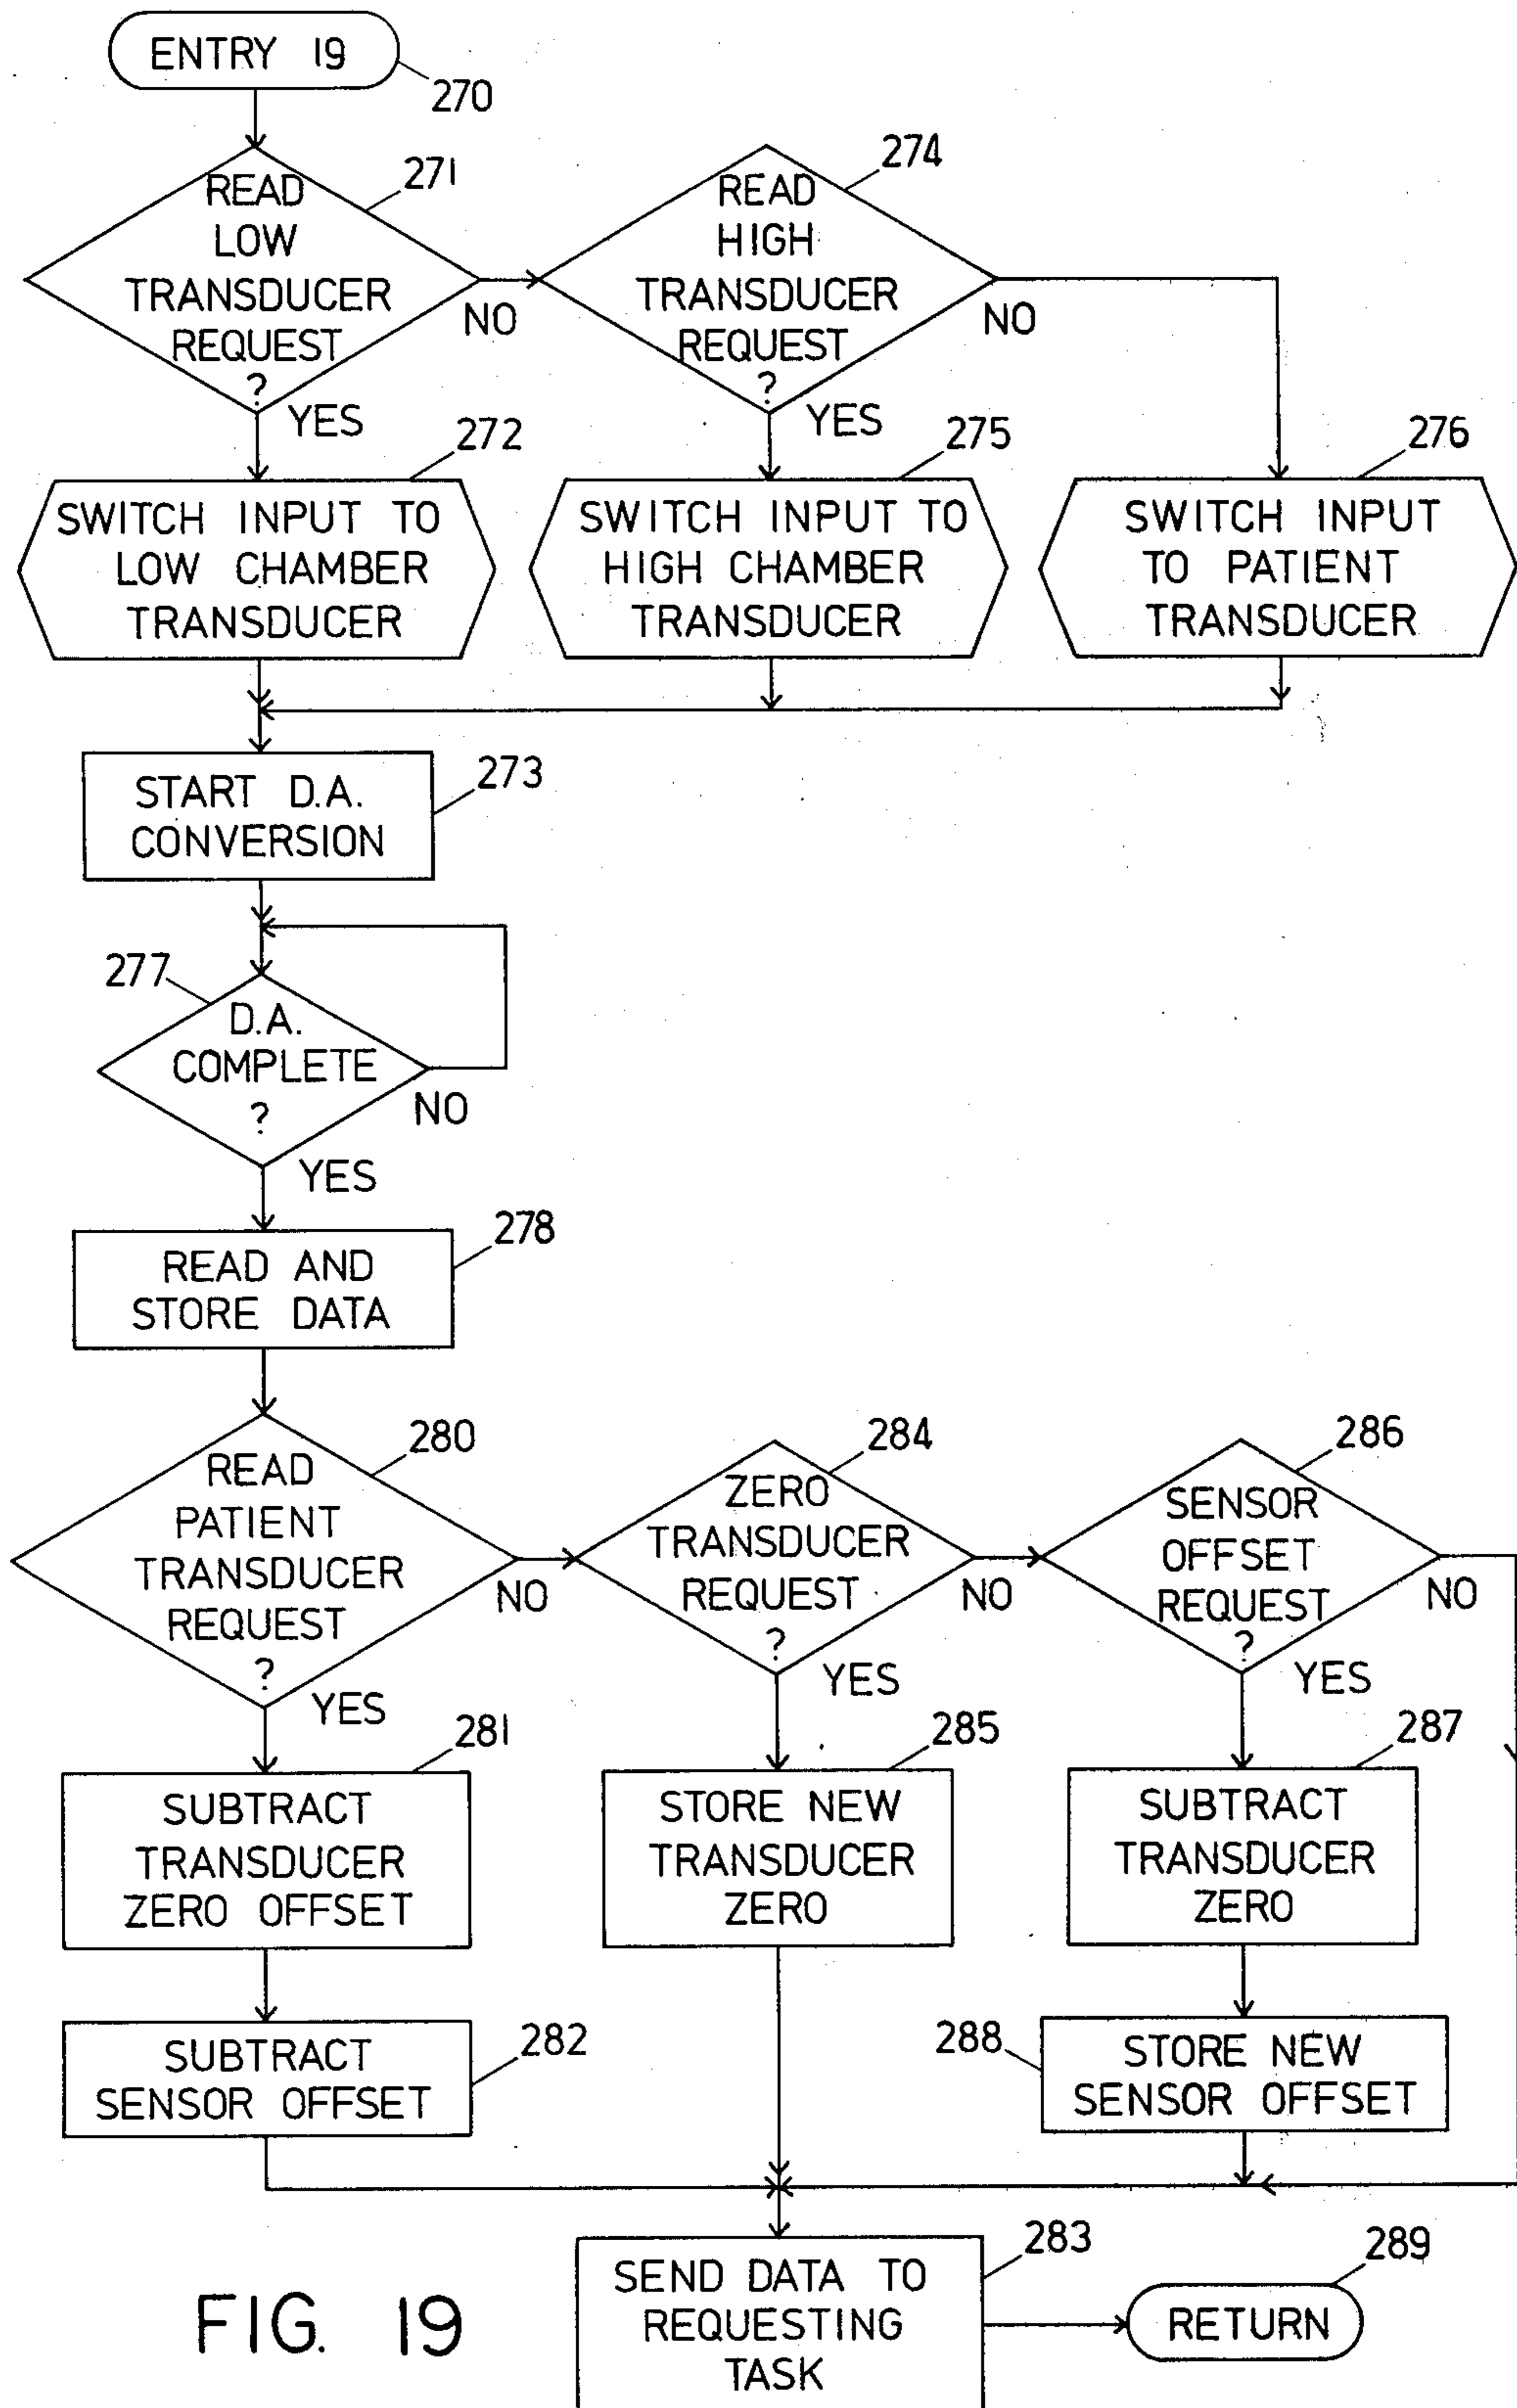 ENTRY 19
270
READ
LOW
TRANSDUCER
REQUEST
?
271
NO
YES
READ
HIGH
TRANSDUCER
REQUEST
?
274
NO
YES
272
SWITCH INPUT TO
LOW CHAMBER
TRANSDUCER
275
SWITCH INPUT TO
HIGH CHAMBER
TRANSDUCER
276
SWITCH INPUT
TO PATIENT
TRANSDUCER
START D.A.
CONVERSION
273
277
D.A.
COMPLETE
?
NO
YES
278
READ AND
STORE DATA
280
READ
PATIENT
TRANSDUCER
REQUEST
?
NO
YES
284
ZERO
TRANSDUCER
REQUEST
?
NO
YES
286
SENSOR
OFFSET
REQUEST
?
NO
YES
281
SUBTRACT
TRANSDUCER
ZERO OFFSET
285
STORE NEW
TRANSDUCER
ZERO
287
SUBTRACT
TRANSDUCER
ZERO
282
SUBTRACT
SENSOR OFFSET
288
STORE NEW
SENSOR OFFSET
283
SEND DATA TO
REQUESTING
TASK
289
RETURN
FIG. 19